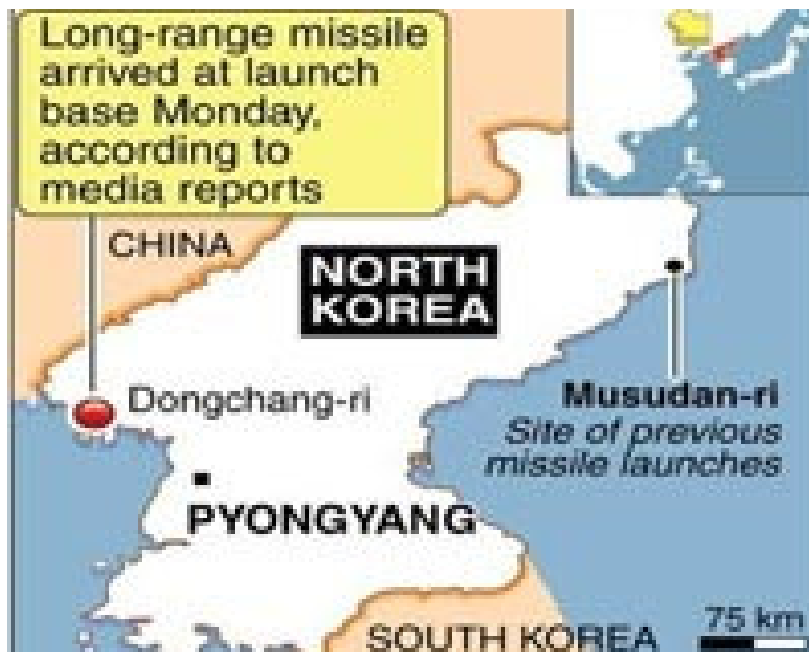 Long-range missile
arrived at launch
base Monday,
according to
media reports
CHINA
NORTH
KOREA
Dongchang-ri
Musudan-ri
Site of previous
missile launches
PYONGYANG
75 km
SOUTH KOREA